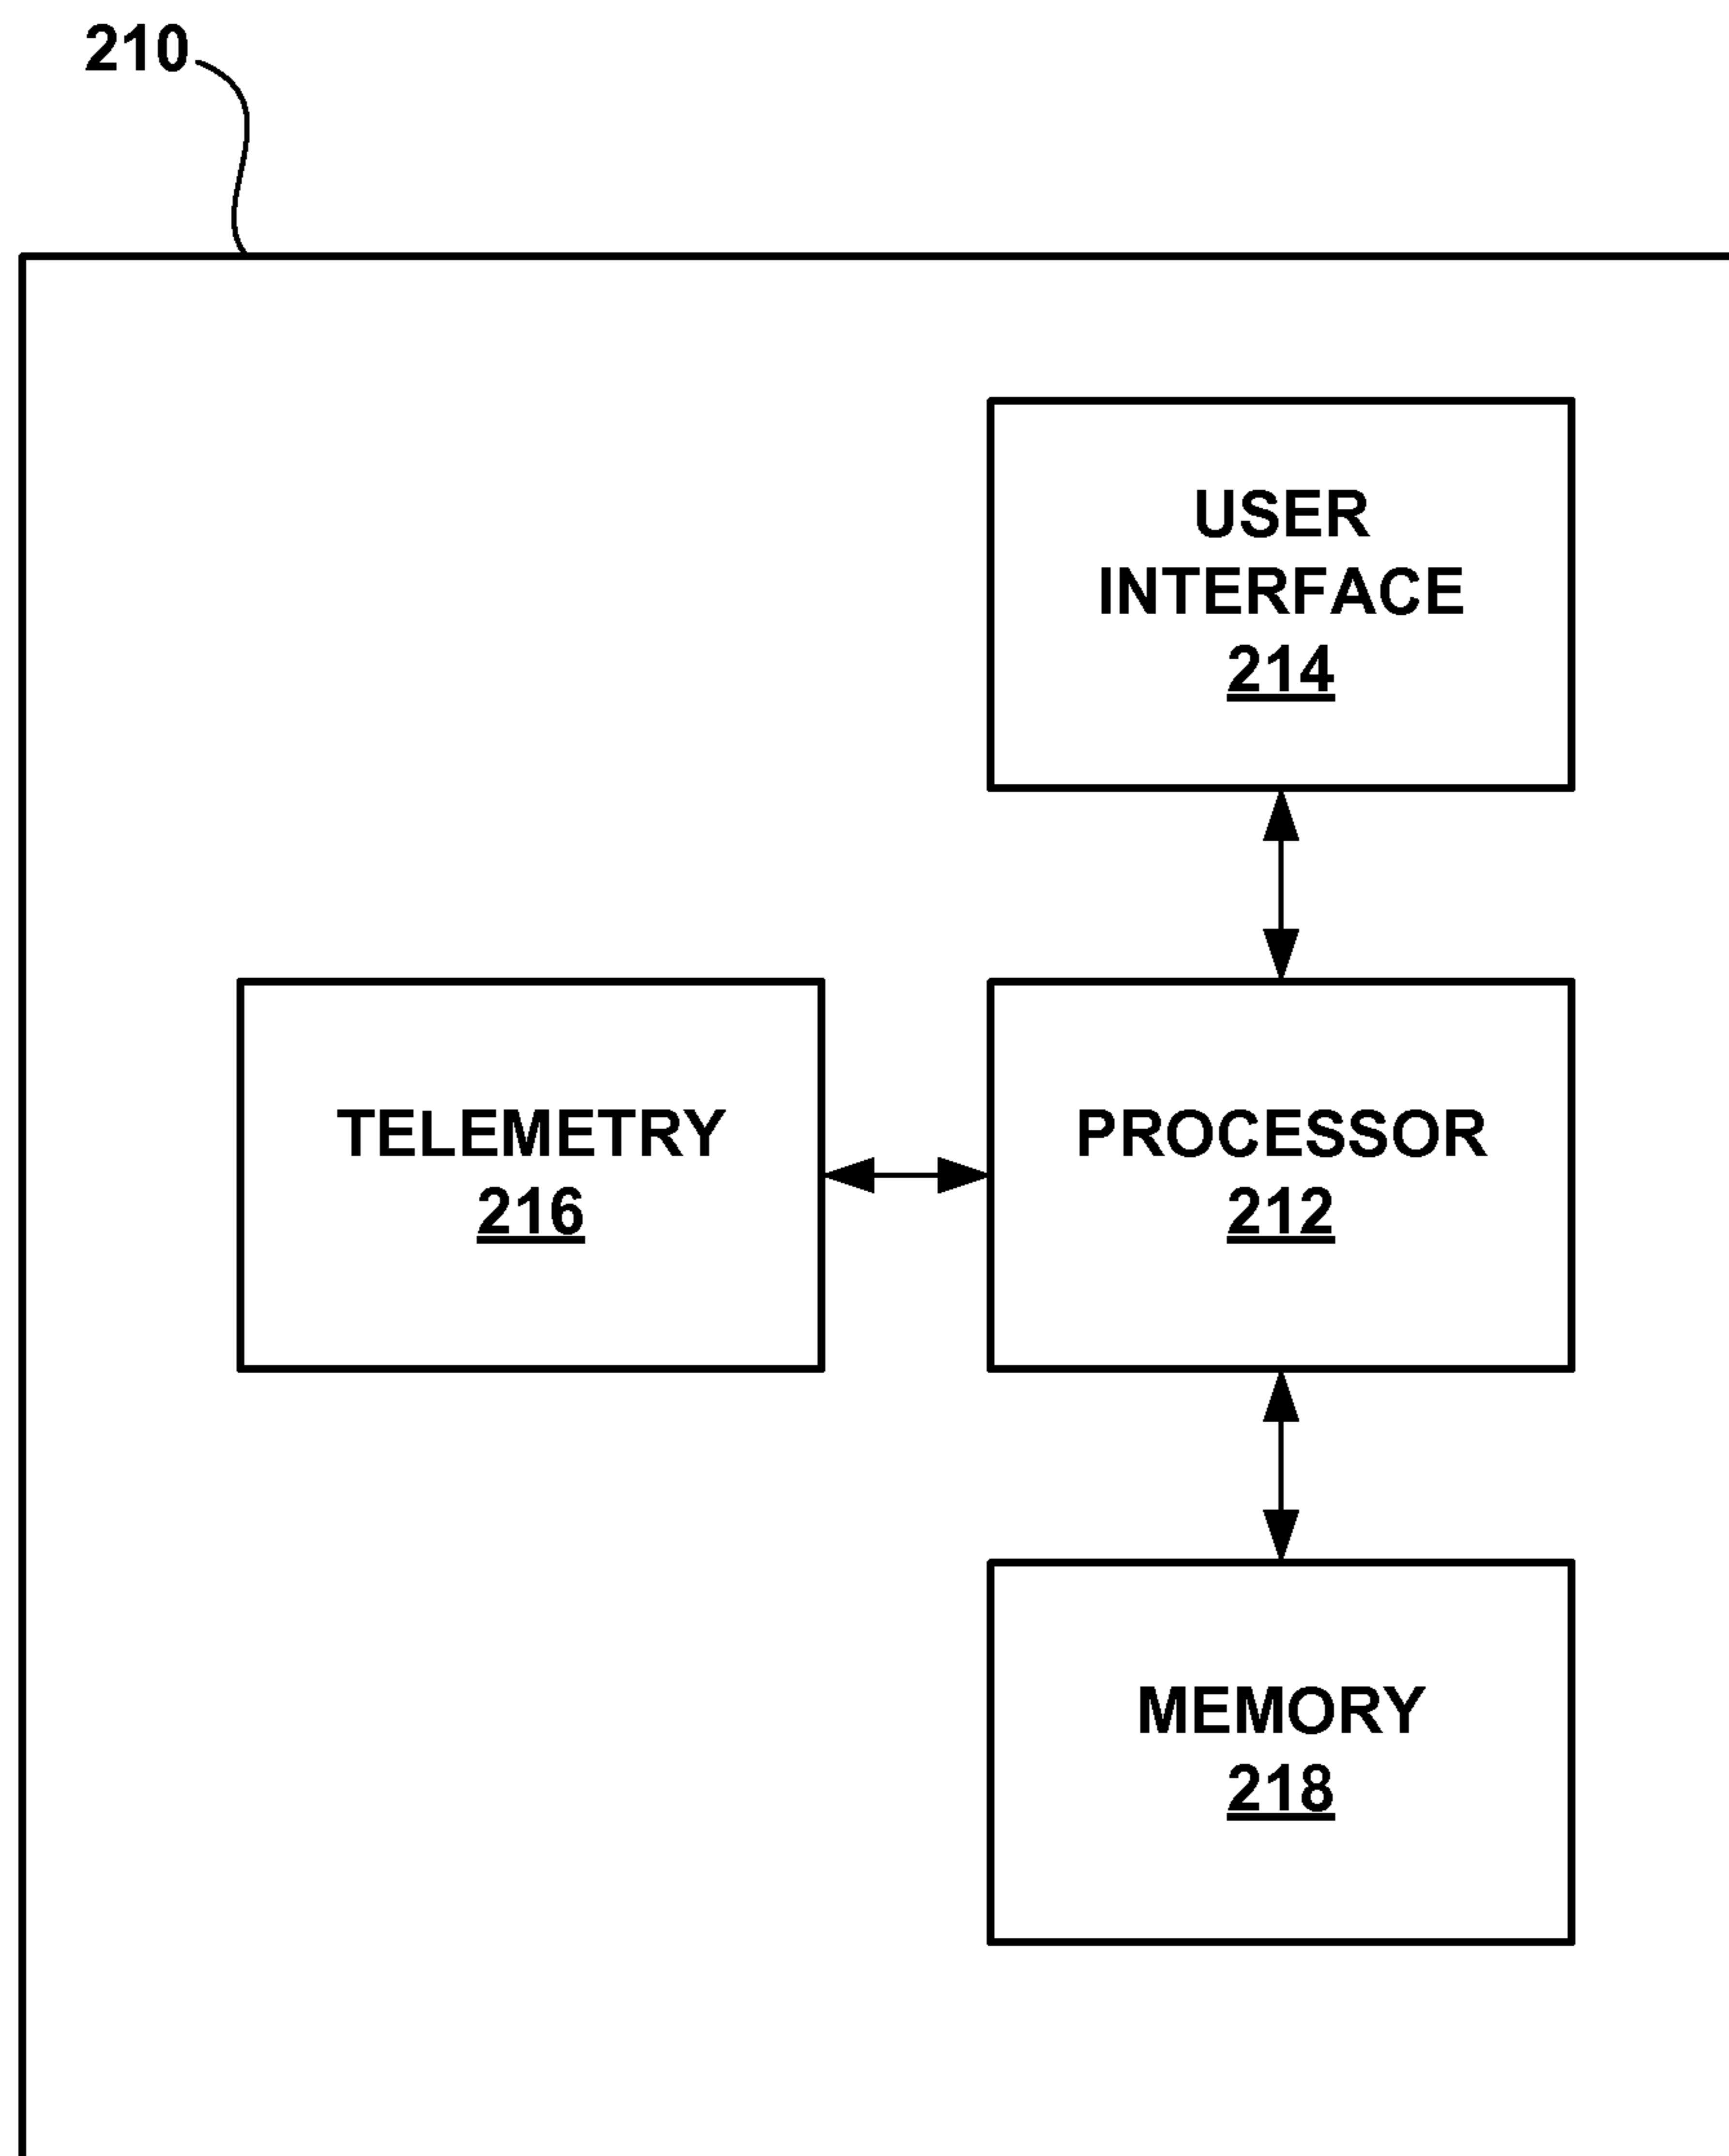 210
USER
INTERFACE
214
TELEMETRY
216
PROCESSOR
212
MEMORY
218